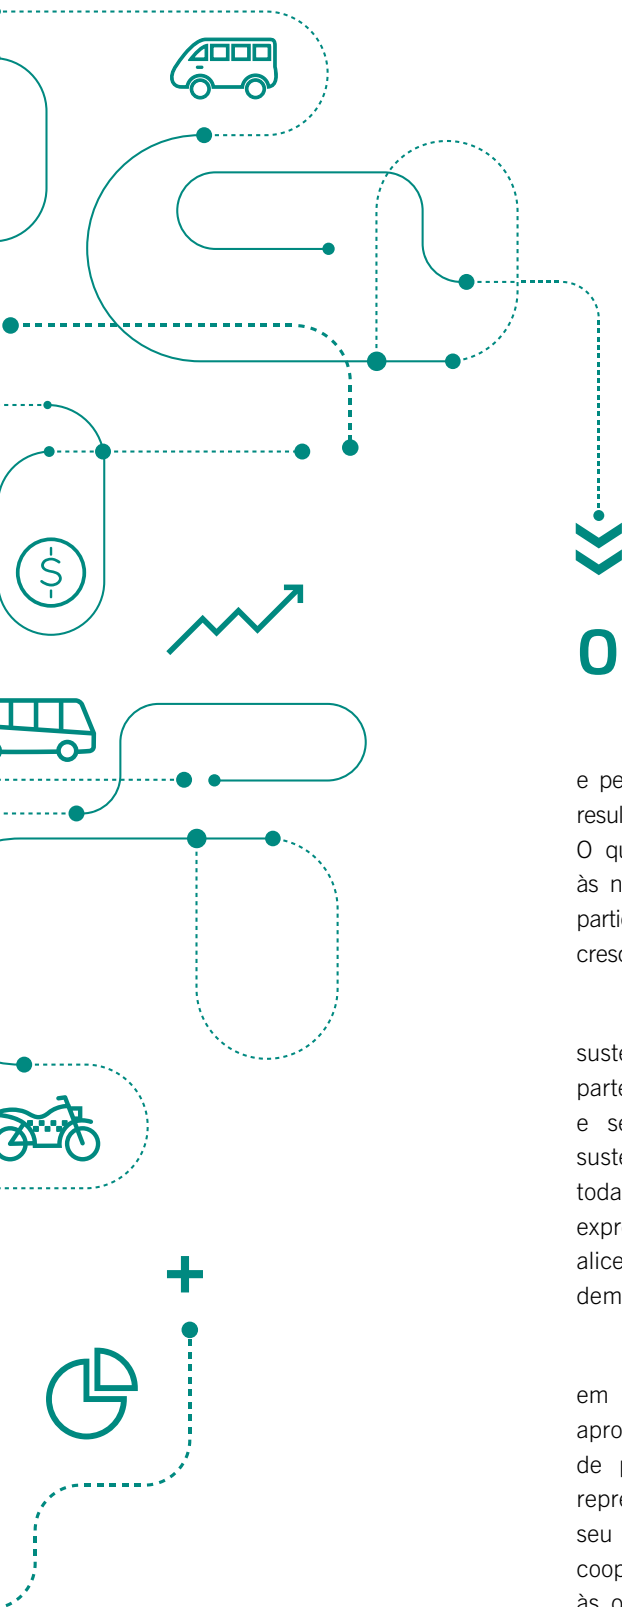 $
O
e pe
resul
O qu
às n
partic
cresc
suste
parte
e se
suste
toda
expr
alice
dem
em
apro
de p
repre
seu
coop
às o